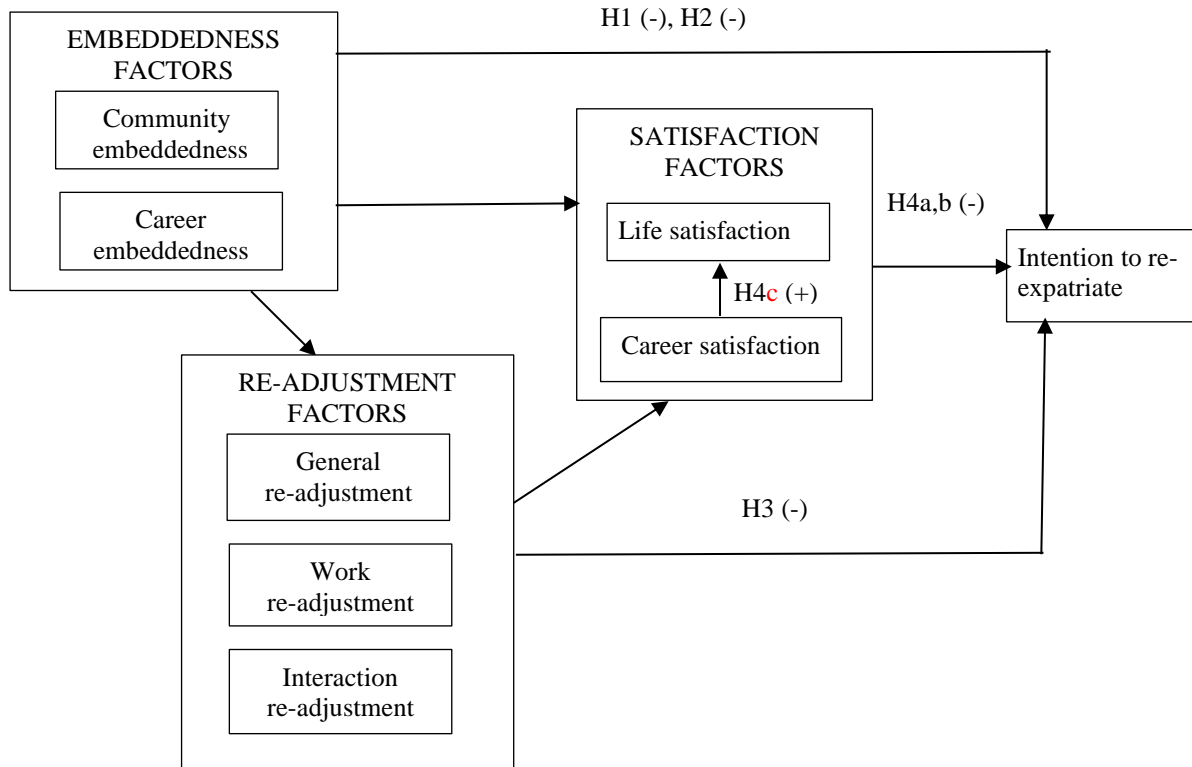 H1 (-), H2 (-)
EMBEDDEDNESS
FACTORS
Community
embeddedness
Career
embeddedness
SATISFACTION
FACTORS
Life satisfaction
H4c (+)
Career satisfaction
H4a,b (-)
Intention to re-
expatriate
RE-ADJUSTMENT
FACTORS
General
re-adjustment
Work
re-adjustment
Interaction
re-adjustment
H3 (-)